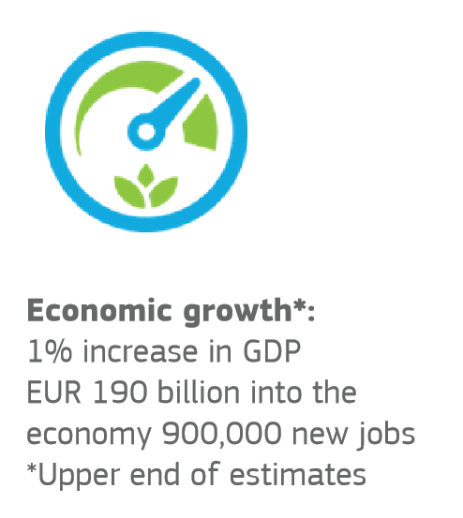 Economic growth*:
1% increase in GDP
EUR 190 billion into the
economy 900,000 new jobs
*Upper end of estimates